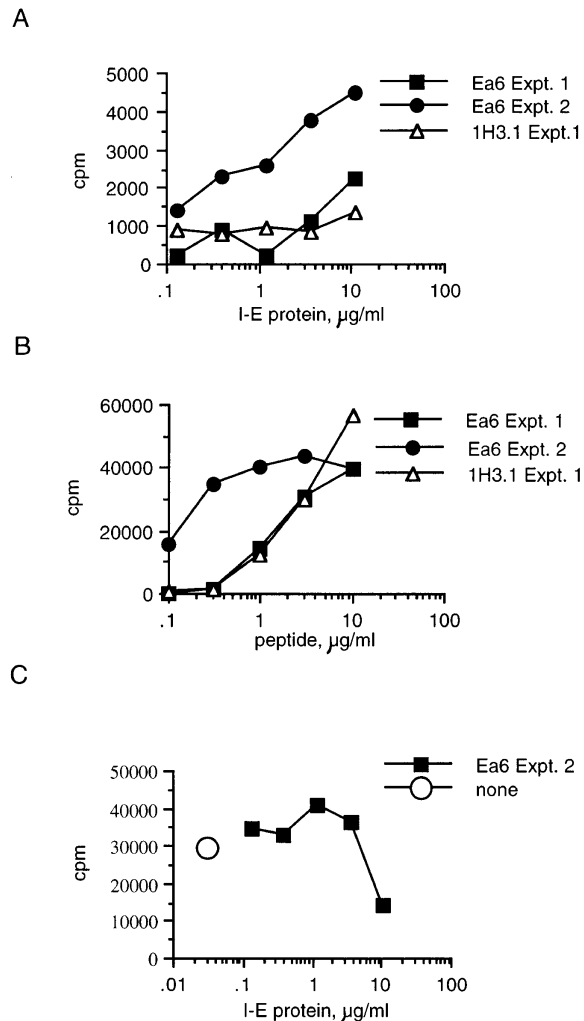 A
5000
4000
3000
2000
1000
0
cpm
.1
1
10
100
I-E protein, µg/ml
Ea6 Expt. 1
Ea6 Expt. 2
1H3.1 Expt.1
B
60000
40000
20000
0
cpm
.1
1
10
100
peptide, µg/ml
Ea6 Expt. 1
Ea6 Expt. 2
1H3.1 Expt. 1
C
50000
40000
30000
20000
10000
0
cpm
.01
.1
1
10
100
I-E protein, µg/ml
Ea6 Expt. 2
none